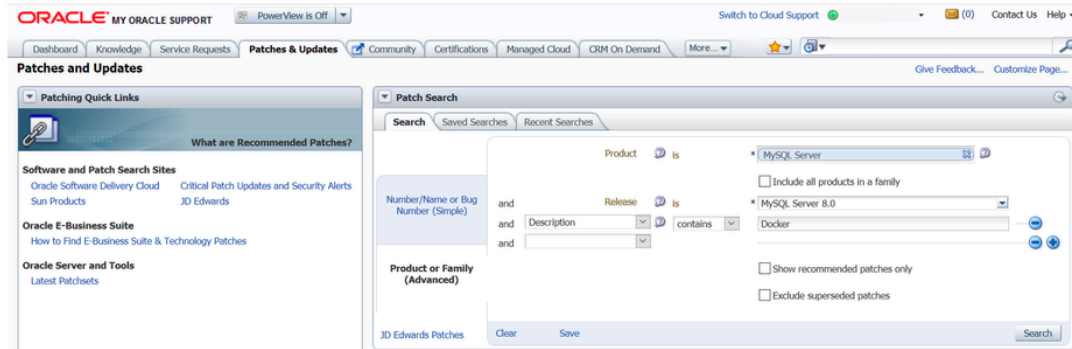 ORACLE MY ORACLE SUPPORT PowerView is Off Switch to Cloud Support (0) Contact Us Help
Dashboard Knowledge Service Requests Patches & Updates Community Certifications Managed Cloud CRM On Demand More...
Patches and Updates Give Feedback... Customize Page...
Patching Quick Links
What are Recommended Patches?
Software and Patch Search Sites
Oracle Software Delivery Cloud Critical Patch Updates and Security Alerts
Sun Products JD Edwards
Oracle E-Business Suite
How to Find E-Business Suite & Technology Patches
Oracle Server and Tools
Latest Patchsets
Patch Search
Search Saved Searches Recent Searches
Number/Name or Bug
Number (Simple)
Product or Family
(Advanced)
JD Edwards Patches
Product is * MySQL Server
Include all products in a family
and Release is * MySQL Server 8.0
and Description contains Docker
and
Show recommended patches only
Exclude superseded patches
Clear Save Search